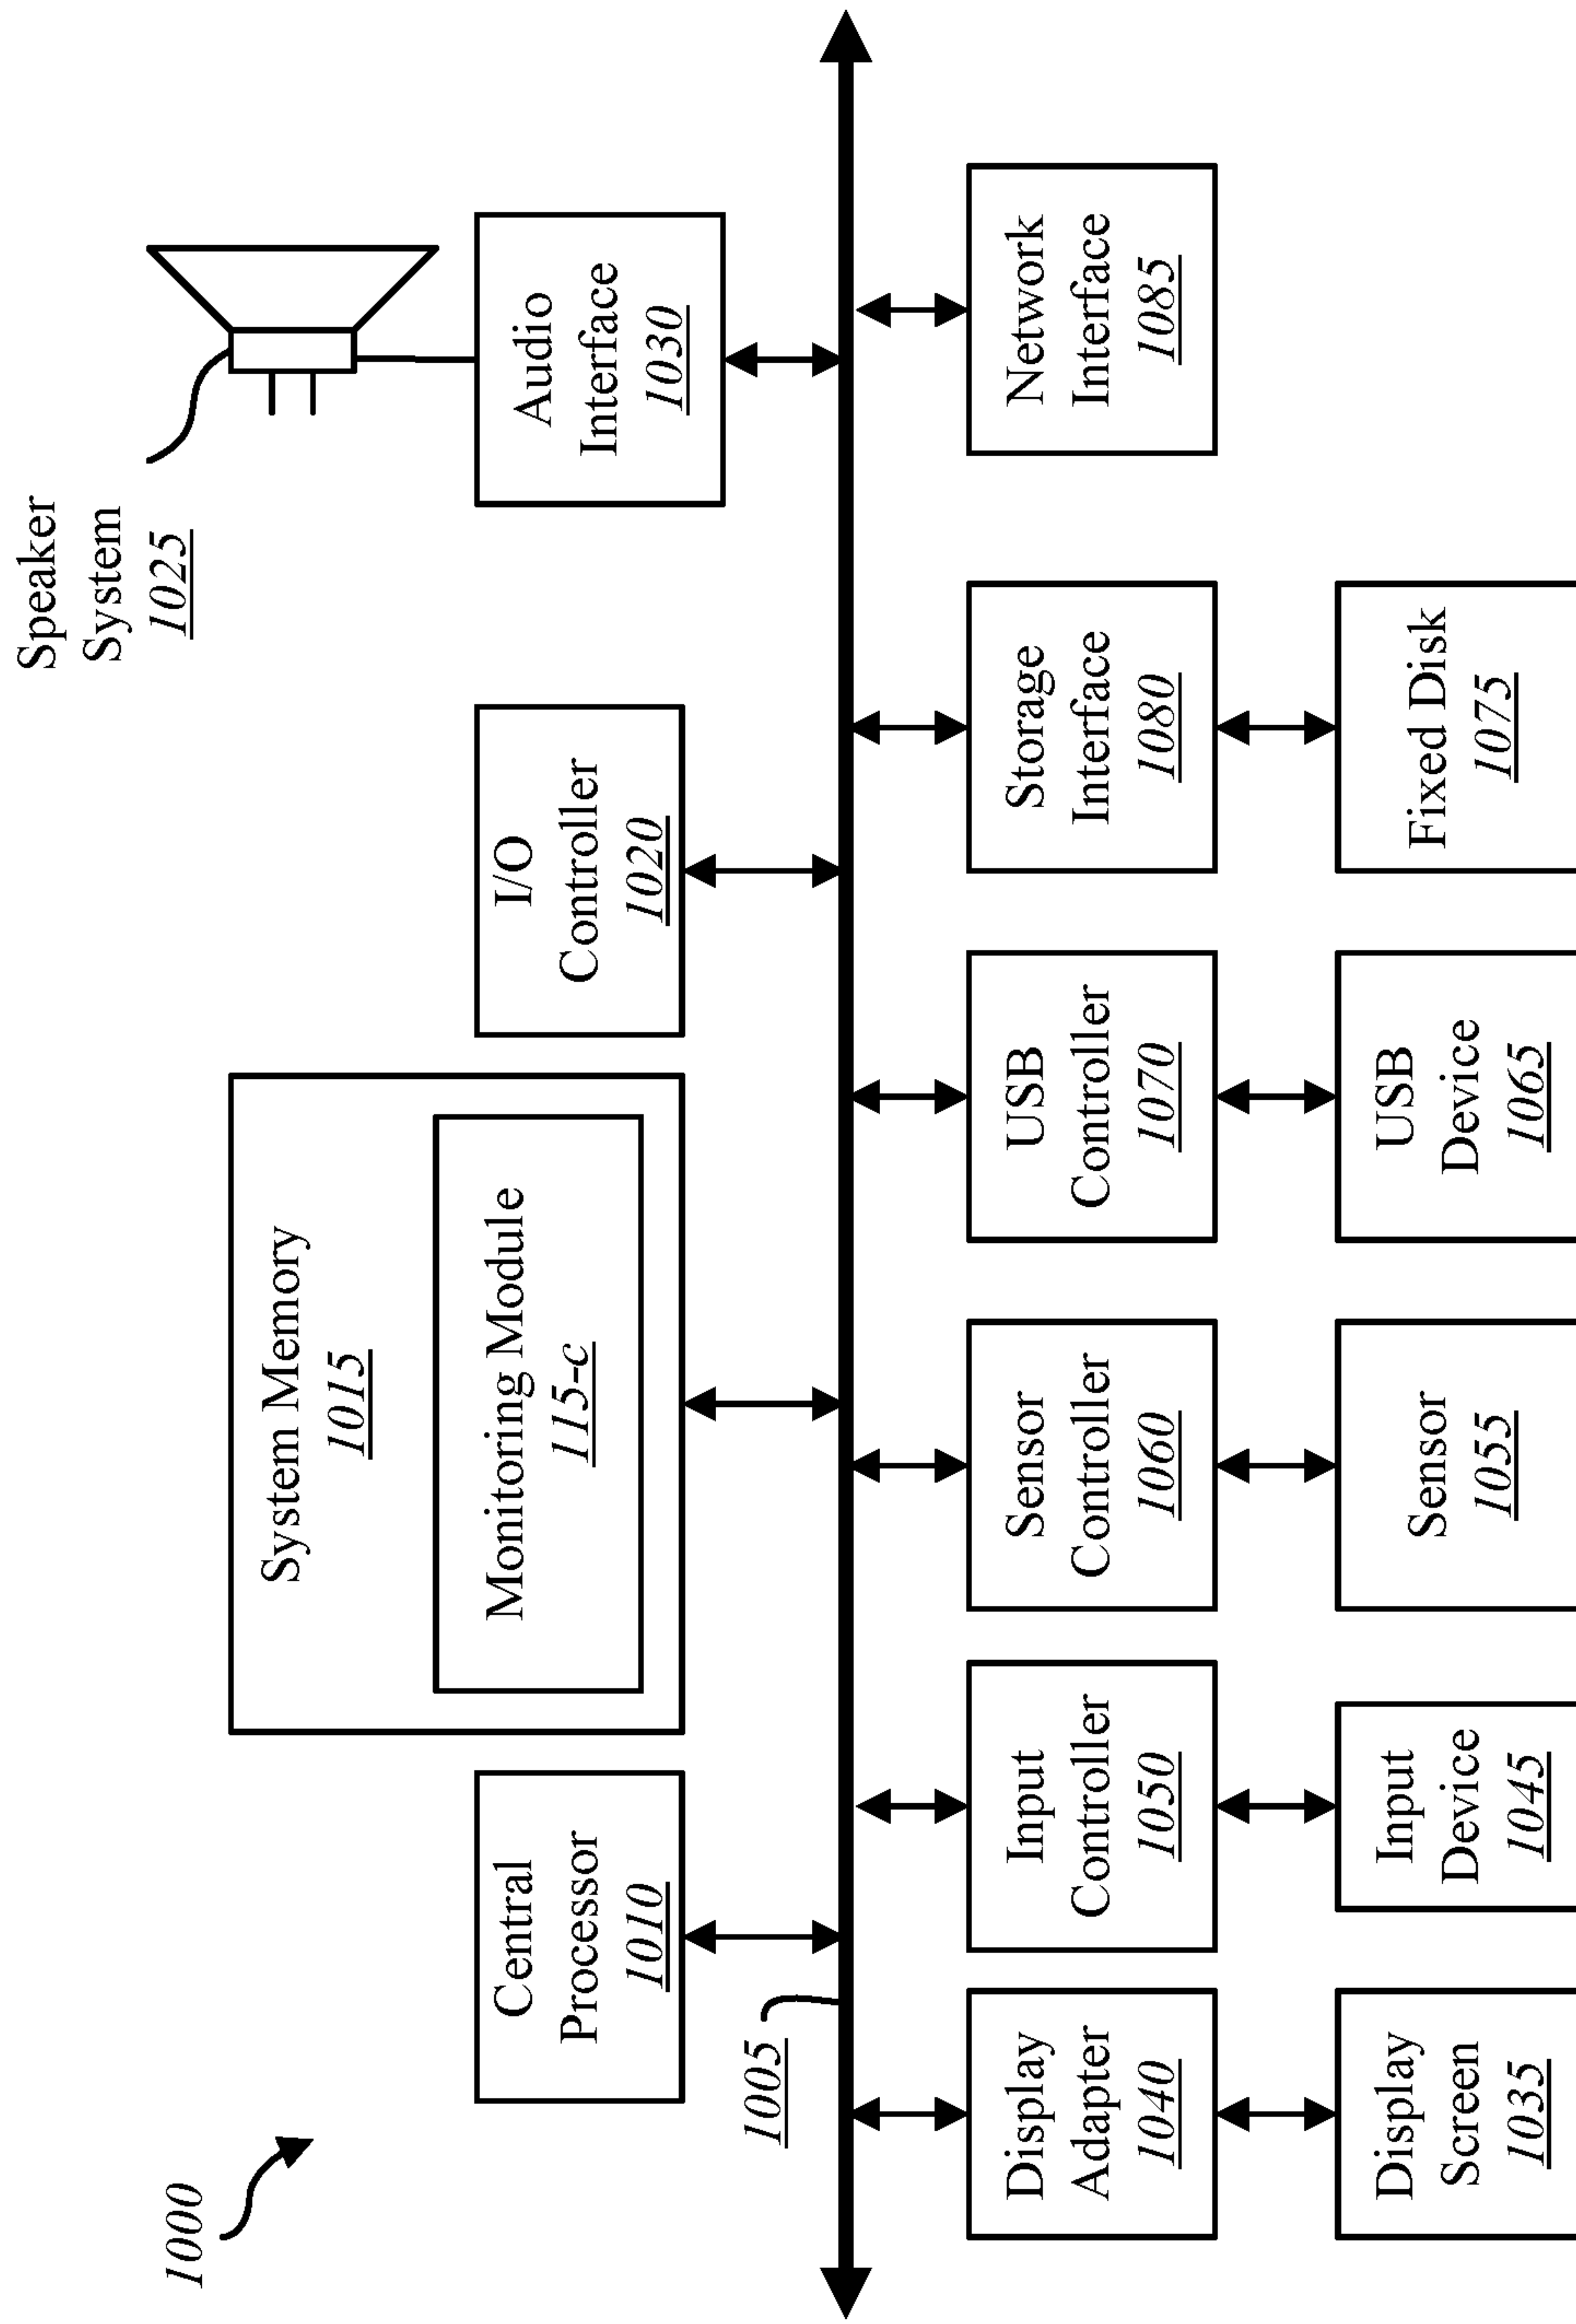 1000
Speaker
System
1025
Central
Processor
1010
System Memory
1015
Monitoring Module
115-c
I/O
Controller
1020
Audio
Interface
1030
1005
Display
Adapter
1040
Input
Controller
1050
Sensor
Controller
1060
USB
Controller
1070
Storage
Interface
1080
Network
Interface
1085
Display
Screen
1035
Input
Device
1045
Sensor
1055
USB
Device
1065
Fixed Disk
1075